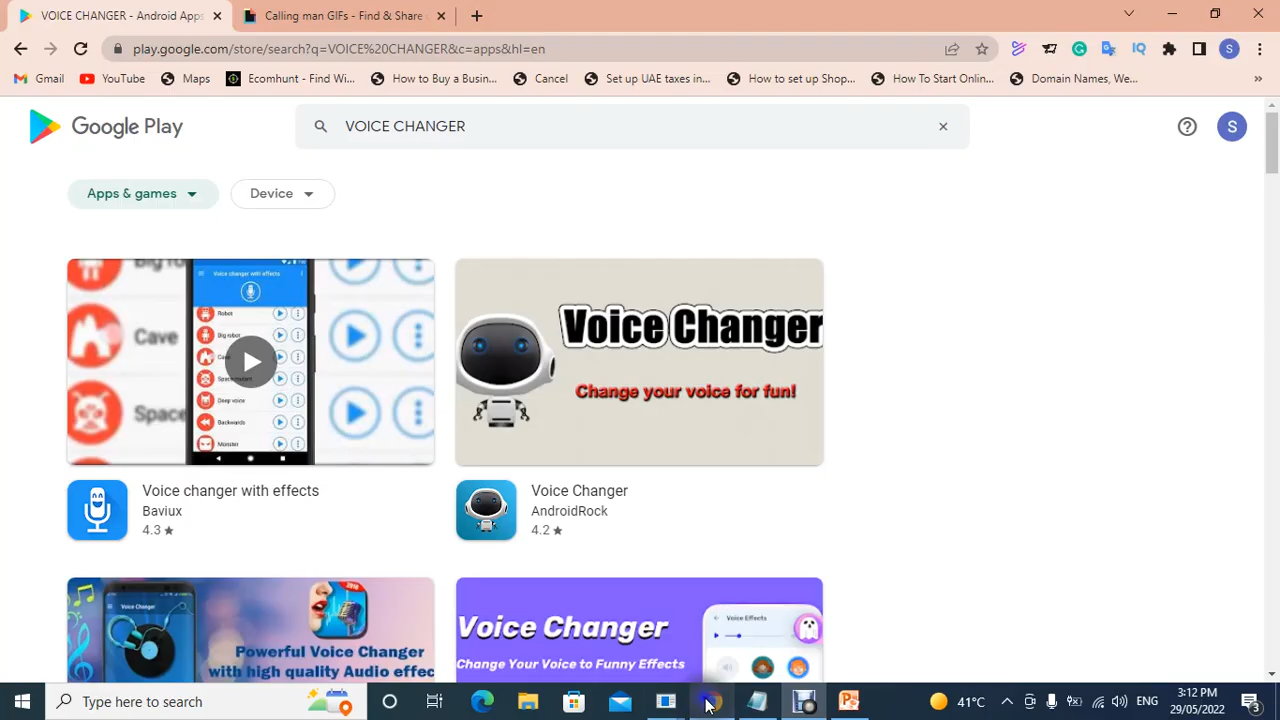 VOICE CHANGER - Android Apps
Calling man GIFs - Find & Share
play.google.com/store/search?q=VOICE%20CHANGER&c=apps&hl=en
IQ
S
Gmail
YouTube
Maps
Ecomhunt - Find Wi...
How to Buy a Busin...
Cancel
Set up UAE taxes in...
How to set up Shop...
How To Start Onlin...
Domain Names, We...
Google Play
VOICE CHANGER
S
Apps & games
Device
Voice changer with effects
Robot
Big robot
Cave
Deep voice
Backwards
Monster
Cave
Space
Voice Changer
Change your voice for fun!
Voice changer with effects
Baviux
4.3
Voice Changer
AndroidRock
4.2
Voice Changer
Powerful Voice Changer
with high quality Audio effec
Voice Changer
Change Your Voice to Funny Effects
Voice Effects
Type here to search
41°C
ENG
3:12 PM
29/05/2022
3